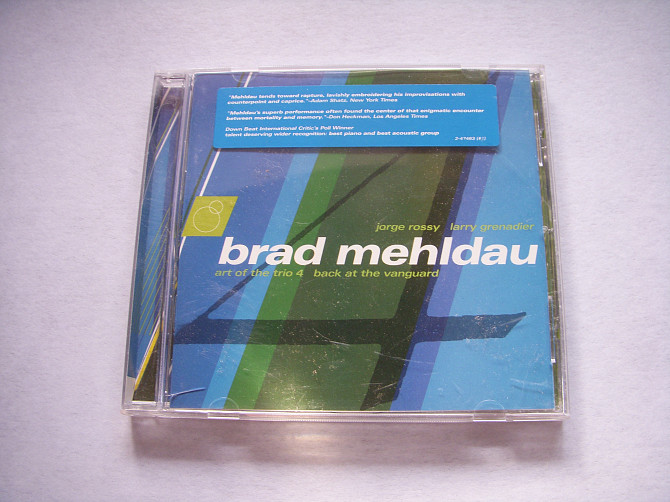 "Mehldau tends toward rapture, lavishly embroidering his improvisations with
counterpoint and caprice."–Adam Shatz, New York Times
"Mehldau's superb performance often found the center of that enigmatic encounter
between mortality and memory."–Don Heckman, Los Angeles Times
Down Beat International Critic's Poll Winner
talent deserving wider recognition: best piano and best acoustic group
jorge rossy larry grenadier
brad mehldau
art of the trio 4 back at the vanguard